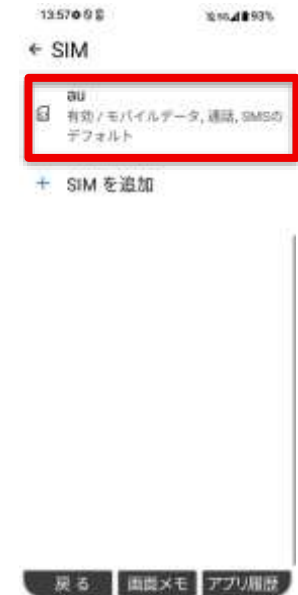 13:57
93%
← SIM
au
有効 / モバイルデータ, 通話, SMSの
デフォルト
+ SIM を追加
戻る 画面メモ アプリ履歴